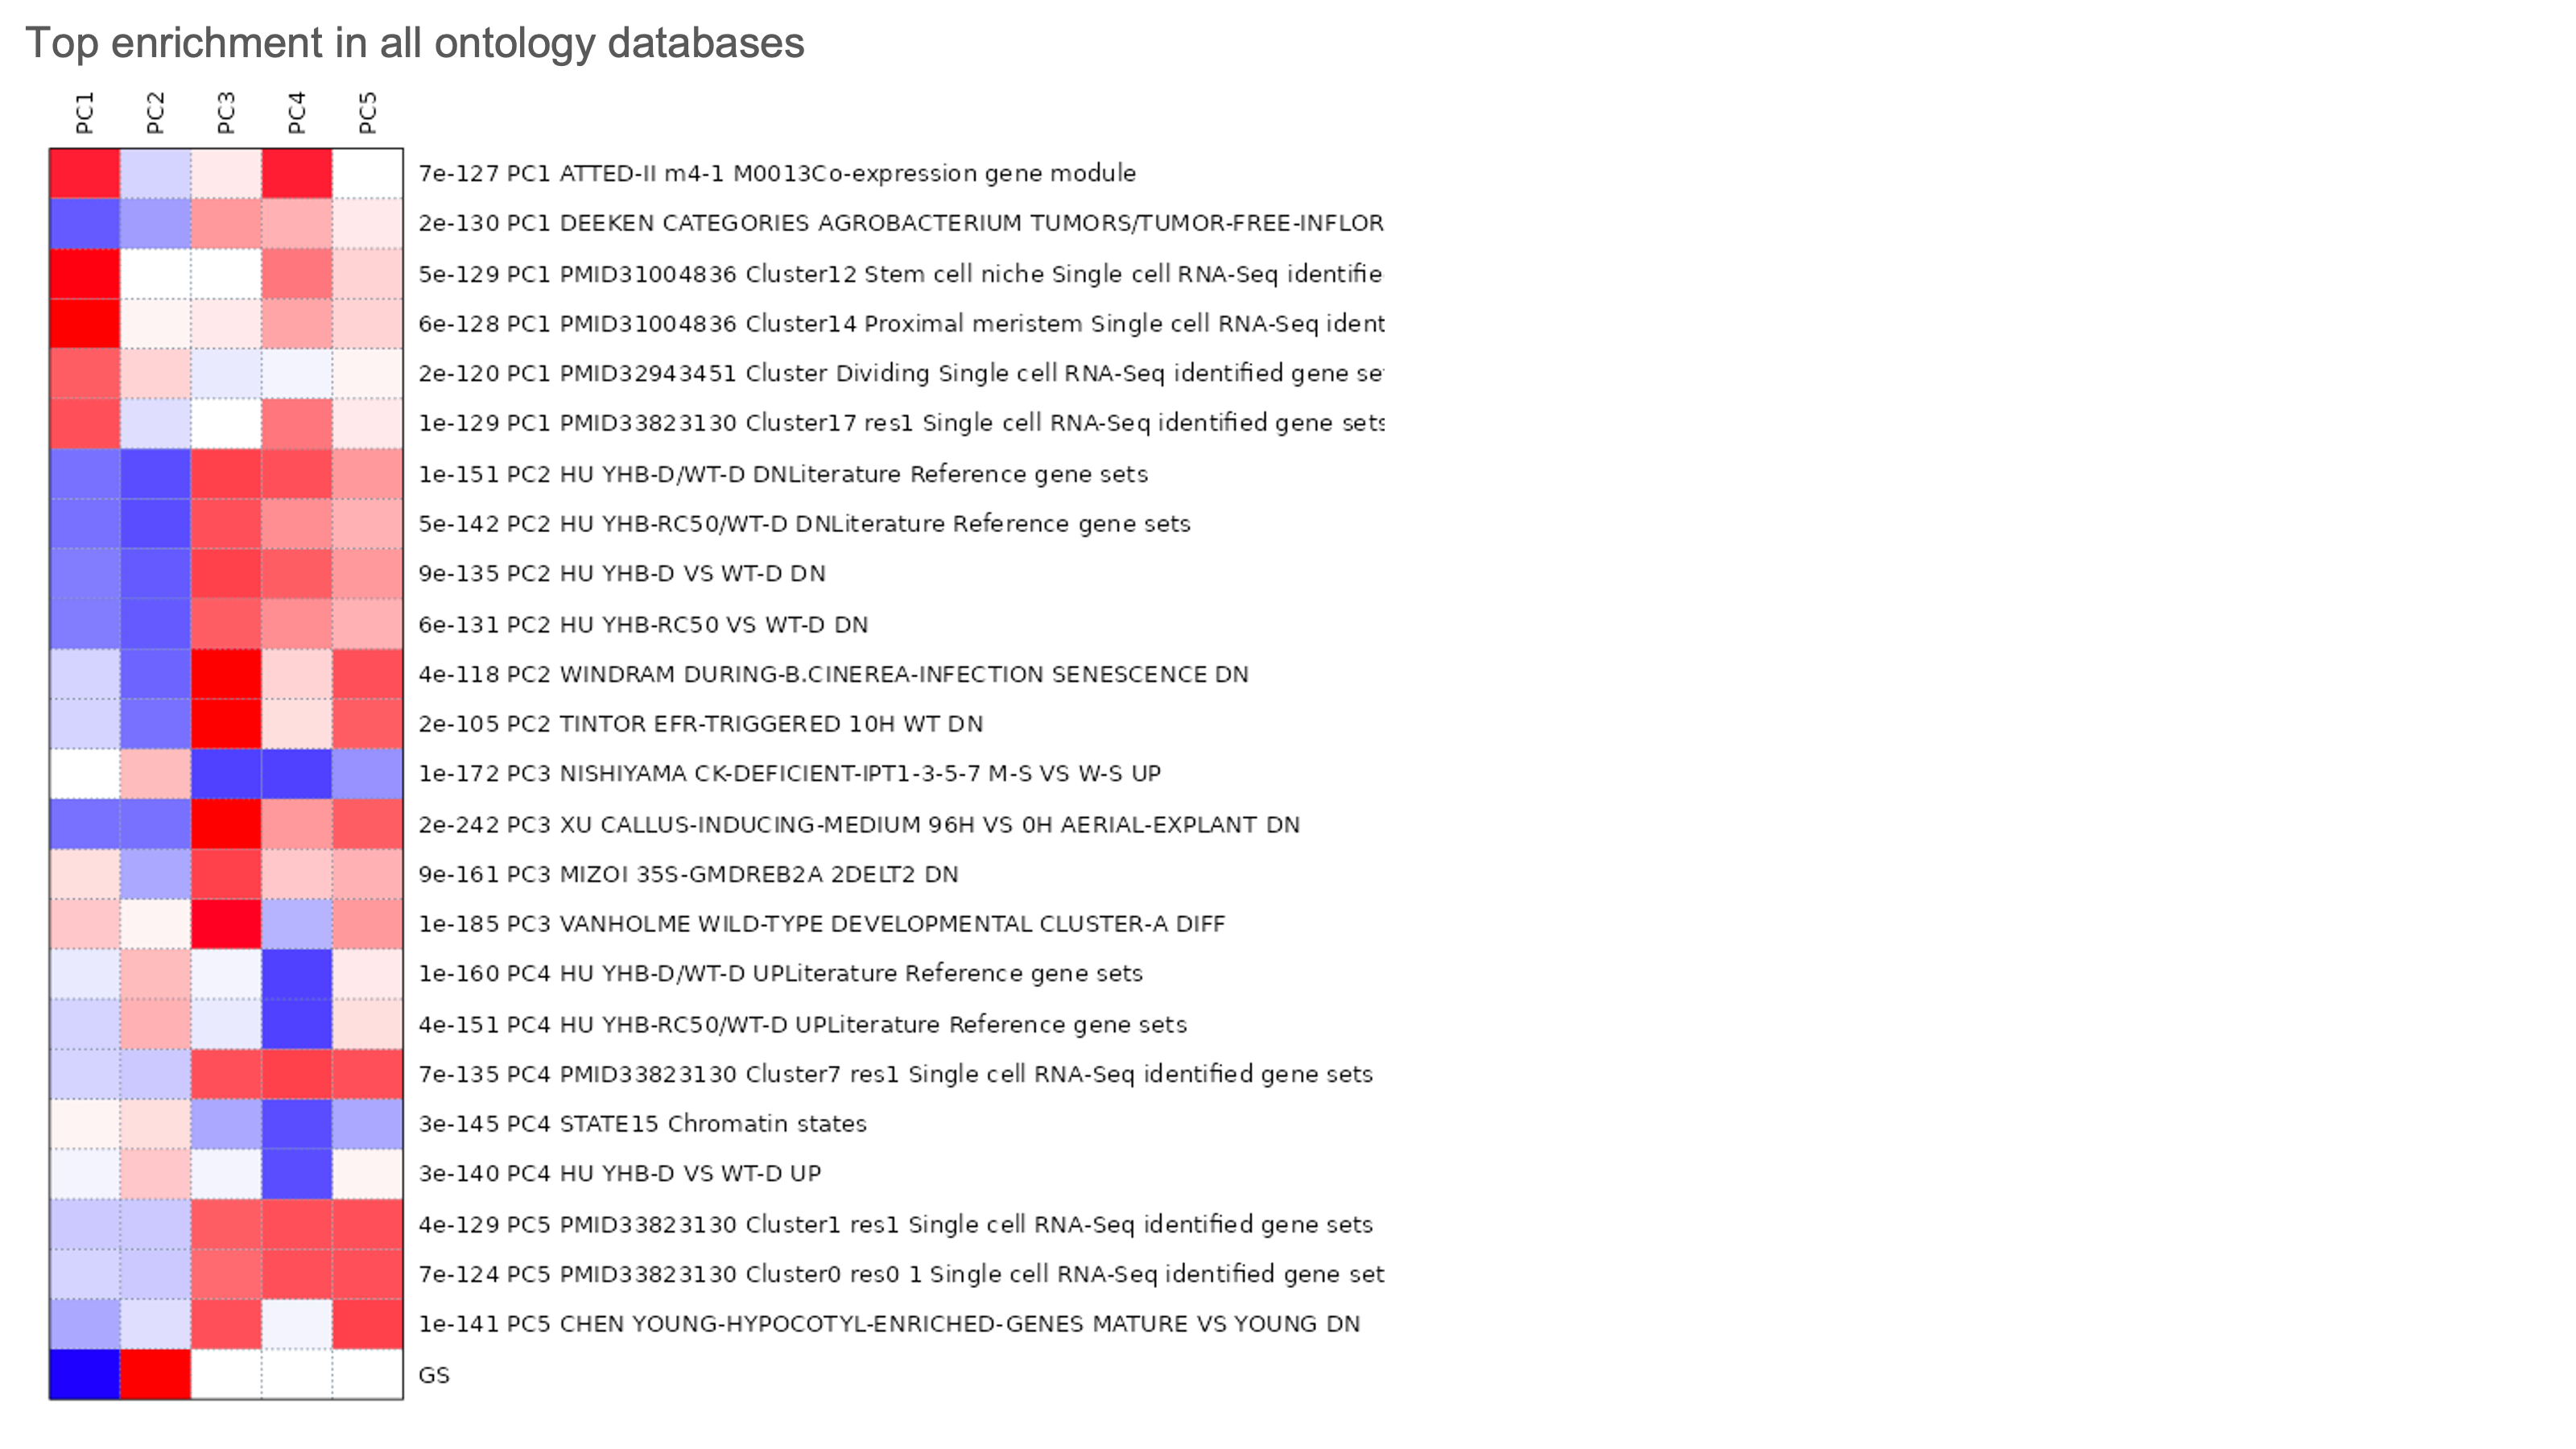 Top enrichment in all ontology databases
PC1 PC2 PC3 PC4 PC5
7e-127 PC1 ATTED-II m4-1 M0013Co-expression gene module
2e-130 PC1 DEEKEN CATEGORIES AGROBACTERIUM TUMORS/TUMOR-FREE-INFLOR
5e-129 PC1 PMID31004836 Cluster12 Stem cell niche Single cell RNA-Seq identifie
6e-128 PC1 PMID31004836 Cluster14 Proximal meristem Single cell RNA-Seq ident
2e-120 PC1 PMID32943451 Cluster Dividing Single cell RNA-Seq identified gene se
1e-129 PC1 PMID33823130 Cluster17 res1 Single cell RNA-Seq identified gene sets
1e-151 PC2 HU YHB-D/WT-D DNLiterature Reference gene sets
5e-142 PC2 HU YHB-RC50/WT-D DNLiterature Reference gene sets
9e-135 PC2 HU YHB-D VS WT-D DN
6e-131 PC2 HU YHB-RC50 VS WT-D DN
4e-118 PC2 WINDRAM DURING-B.CINEREA-INFECTION SENESCENCE DN
2e-105 PC2 TINTOR EFR-TRIGGERED 10H WT DN
1e-172 PC3 NISHIYAMA CK-DEFICIENT-IPT1-3-5-7 M-S VS W-S UP
2e-242 PC3 XU CALLUS-INDUCING-MEDIUM 96H VS 0H AERIAL-EXPLANT DN
9e-161 PC3 MIZOI 35S-GMDREB2A 2DELT2 DN
1e-185 PC3 VANHOLME WILD-TYPE DEVELOPMENTAL CLUSTER-A DIFF
1e-160 PC4 HU YHB-D/WT-D UPLiterature Reference gene sets
4e-151 PC4 HU YHB-RC50/WT-D UPLiterature Reference gene sets
7e-135 PC4 PMID33823130 Cluster7 res1 Single cell RNA-Seq identified gene sets
3e-145 PC4 STATE15 Chromatin states
3e-140 PC4 HU YHB-D VS WT-D UP
4e-129 PC5 PMID33823130 Cluster1 res1 Single cell RNA-Seq identified gene sets
7e-124 PC5 PMID33823130 Cluster0 res0 1 Single cell RNA-Seq identified gene set
1e-141 PC5 CHEN YOUNG-HYPOCOTYL-ENRICHED-GENES MATURE VS YOUNG DN
GS